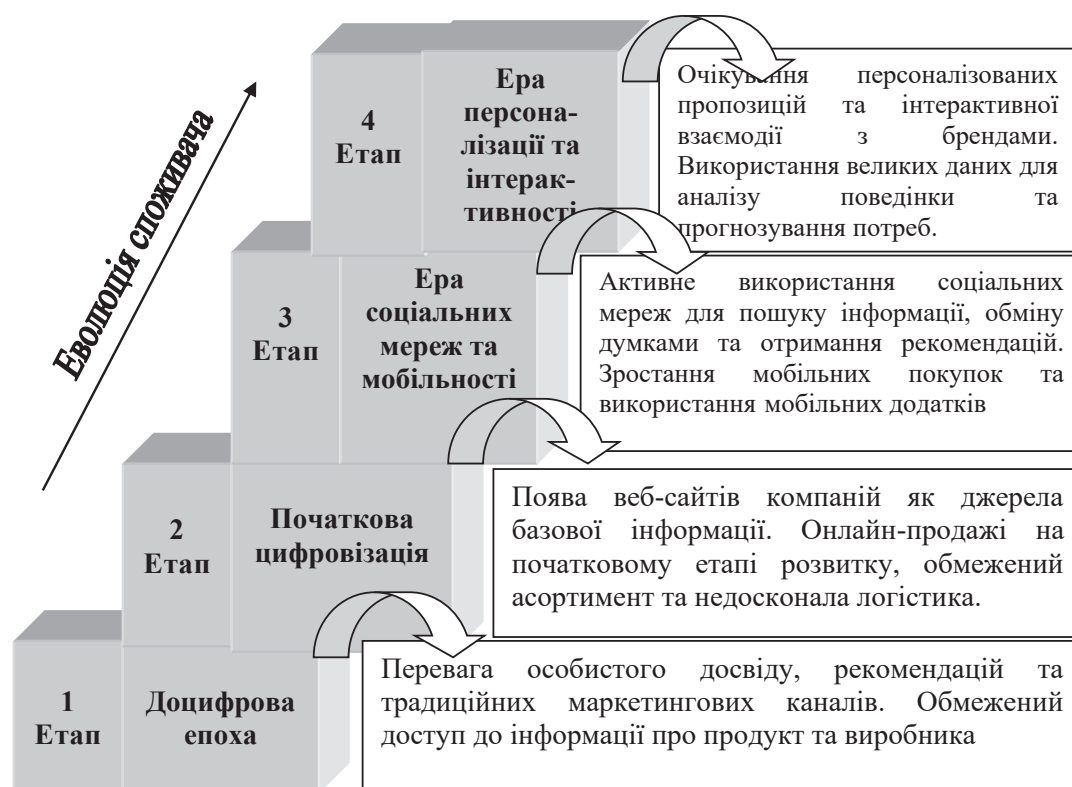 4
Етап
Ера
персона-
лізації та
інтерак-
тивності
Очікування персоналізованих
пропозицій та інтерактивної
взаємодії з брендами.
Використання великих даних для
аналізу поведінки та
прогнозування потреб.
Еволюція споживача
3
Етап
Ера
соціальних
мереж та
мобільності
Активне використання соціальних
мереж для пошуку інформації, обміну
думками та отримання рекомендацій.
Зростання мобільних покупок та
використання мобільних додатків
2
Етап
Початкова
цифровізація
Поява веб-сайтів компаній як джерела
базової інформації. Онлайн-продажі на
початковому етапі розвитку, обмежений
асортимент та недосконала логістика.
1
Етап
Доцифрова
епоха
Перевага особистого досвіду, рекомендацій та
традиційних маркетингових каналів. Обмежений
доступ до інформації про продукт та виробника